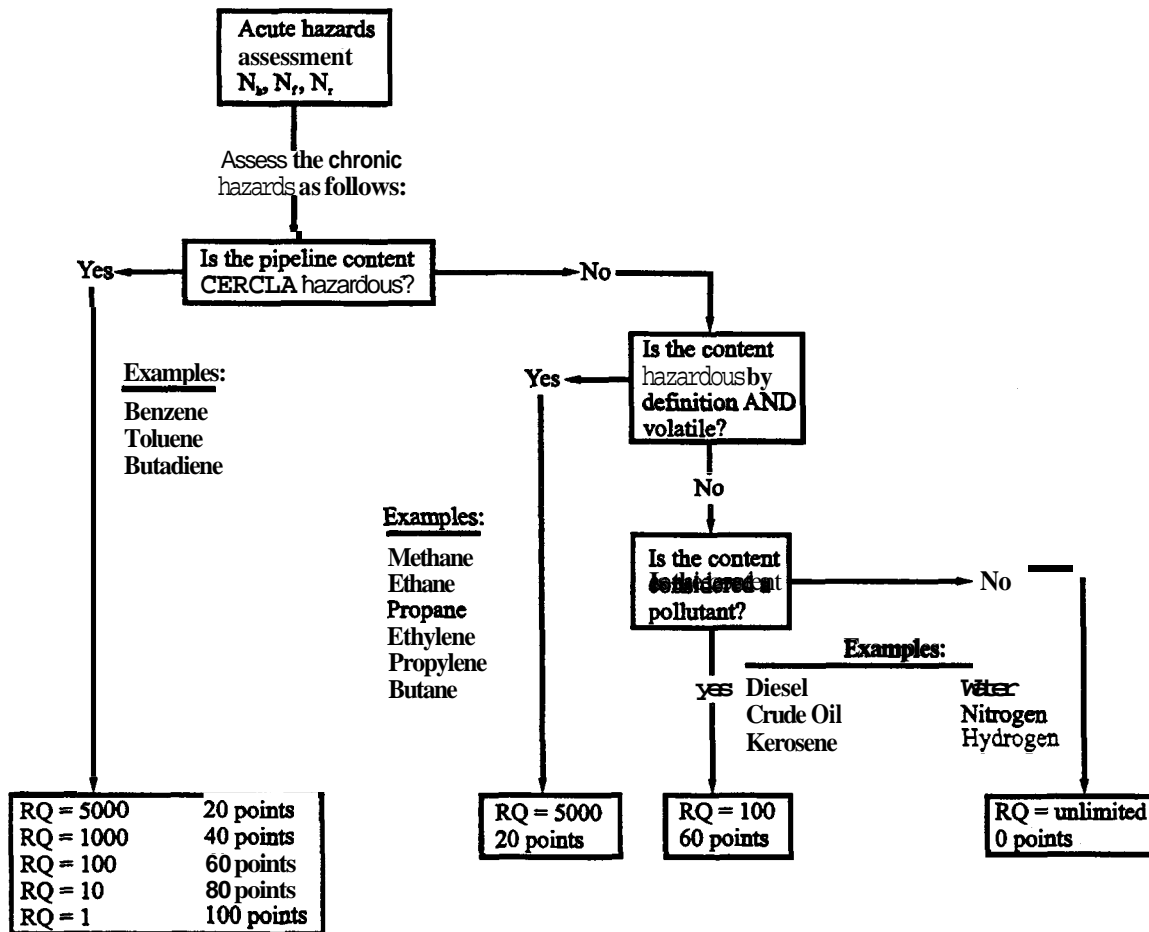 Acute hazards
assessment
Nh, Nf, Nr
Assess the chronic
hazards as follows:
Is the pipeline content
CERCLA hazardous?
Yes
No
Is the content
hazardous by
definition AND
volatile?
Yes
No
Examples:
Benzene
Toluene
Butadiene
Examples:
Methane
Ethane
Propane
Ethylene
Propylene
Butane
Is the content
considered a
pollutant?
No
Examples:
yes
Diesel
Crude Oil
Kerosene
Water
Nitrogen
Hydrogen
RQ = 5000 20 points
RQ = 1000 40 points
RQ = 100 60 points
RQ = 10 80 points
RQ = 1 100 points
RQ = 5000
20 points
RQ = 100
60 points
RQ = unlimited
0 points